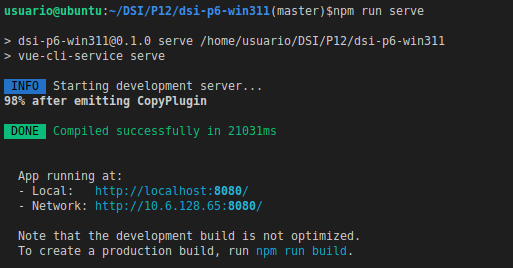 usuario@ubuntu:~/DSI/P12/dsi-p6-win311(master)$npm run serve
> dsi-p6-win311@0.1.0 serve /home/usuario/DSI/P12/dsi-p6-win311
> vue-cli-service serve
INFO Starting development server...
98% after emitting CopyPlugin
DONE Compiled successfully in 21031ms
App running at:
- Local: http://localhost:8080/
- Network: http://10.6.128.65:8080/
Note that the development build is not optimized.
To create a production build, run npm run build.